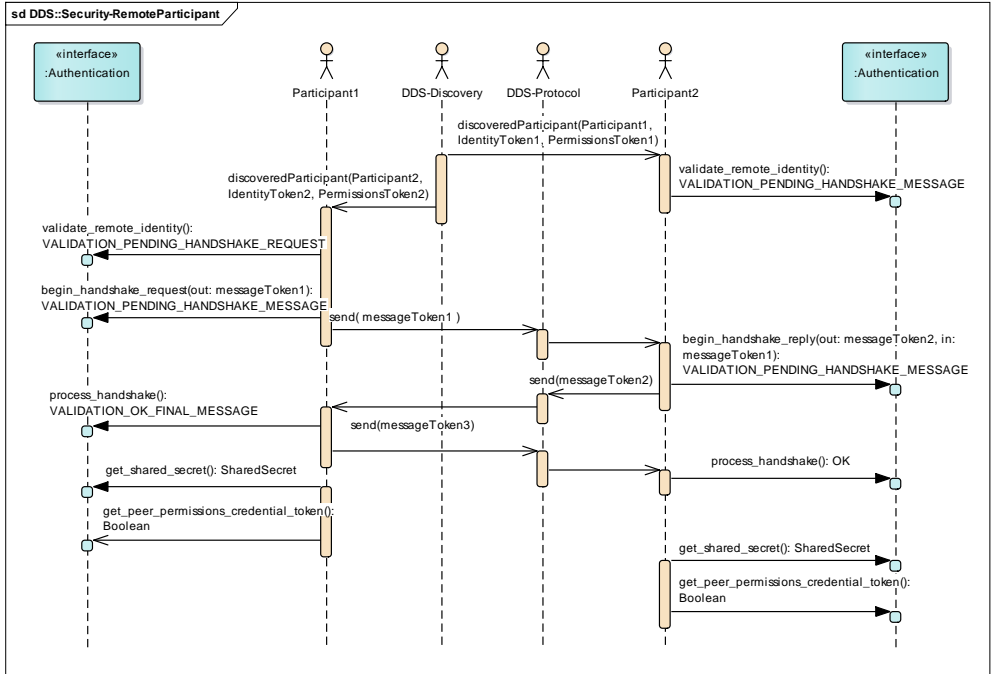 sd DDS::Security-RemoteParticipant
«interface»
:Authentication
Participant1
DDS-Discovery
DDS-Protocol
Participant2
«interface»
:Authentication
discoveredParticipant(Participant1,
IdentityToken1, PermissionsToken1)
validate_remote_identity():
VALIDATION_PENDING_HANDSHAKE_MESSAGE
discoveredParticipant(Participant2,
IdentityToken2, PermissionsToken2)
validate_remote_identity():
VALIDATION_PENDING_HANDSHAKE_REQUEST
begin_handshake_request(out: messageToken1):
VALIDATION_PENDING_HANDSHAKE_MESSAGE
send( messageToken1 )
begin_handshake_reply(out: messageToken2, in:
messageToken1):
VALIDATION_PENDING_HANDSHAKE_MESSAGE
send(messageToken2)
process_handshake():
VALIDATION_OK_FINAL_MESSAGE
send(messageToken3)
process_handshake(): OK
get_shared_secret(): SharedSecret
get_peer_permissions_credential_token():
Boolean
get_shared_secret(): SharedSecret
get_peer_permissions_credential_token():
Boolean